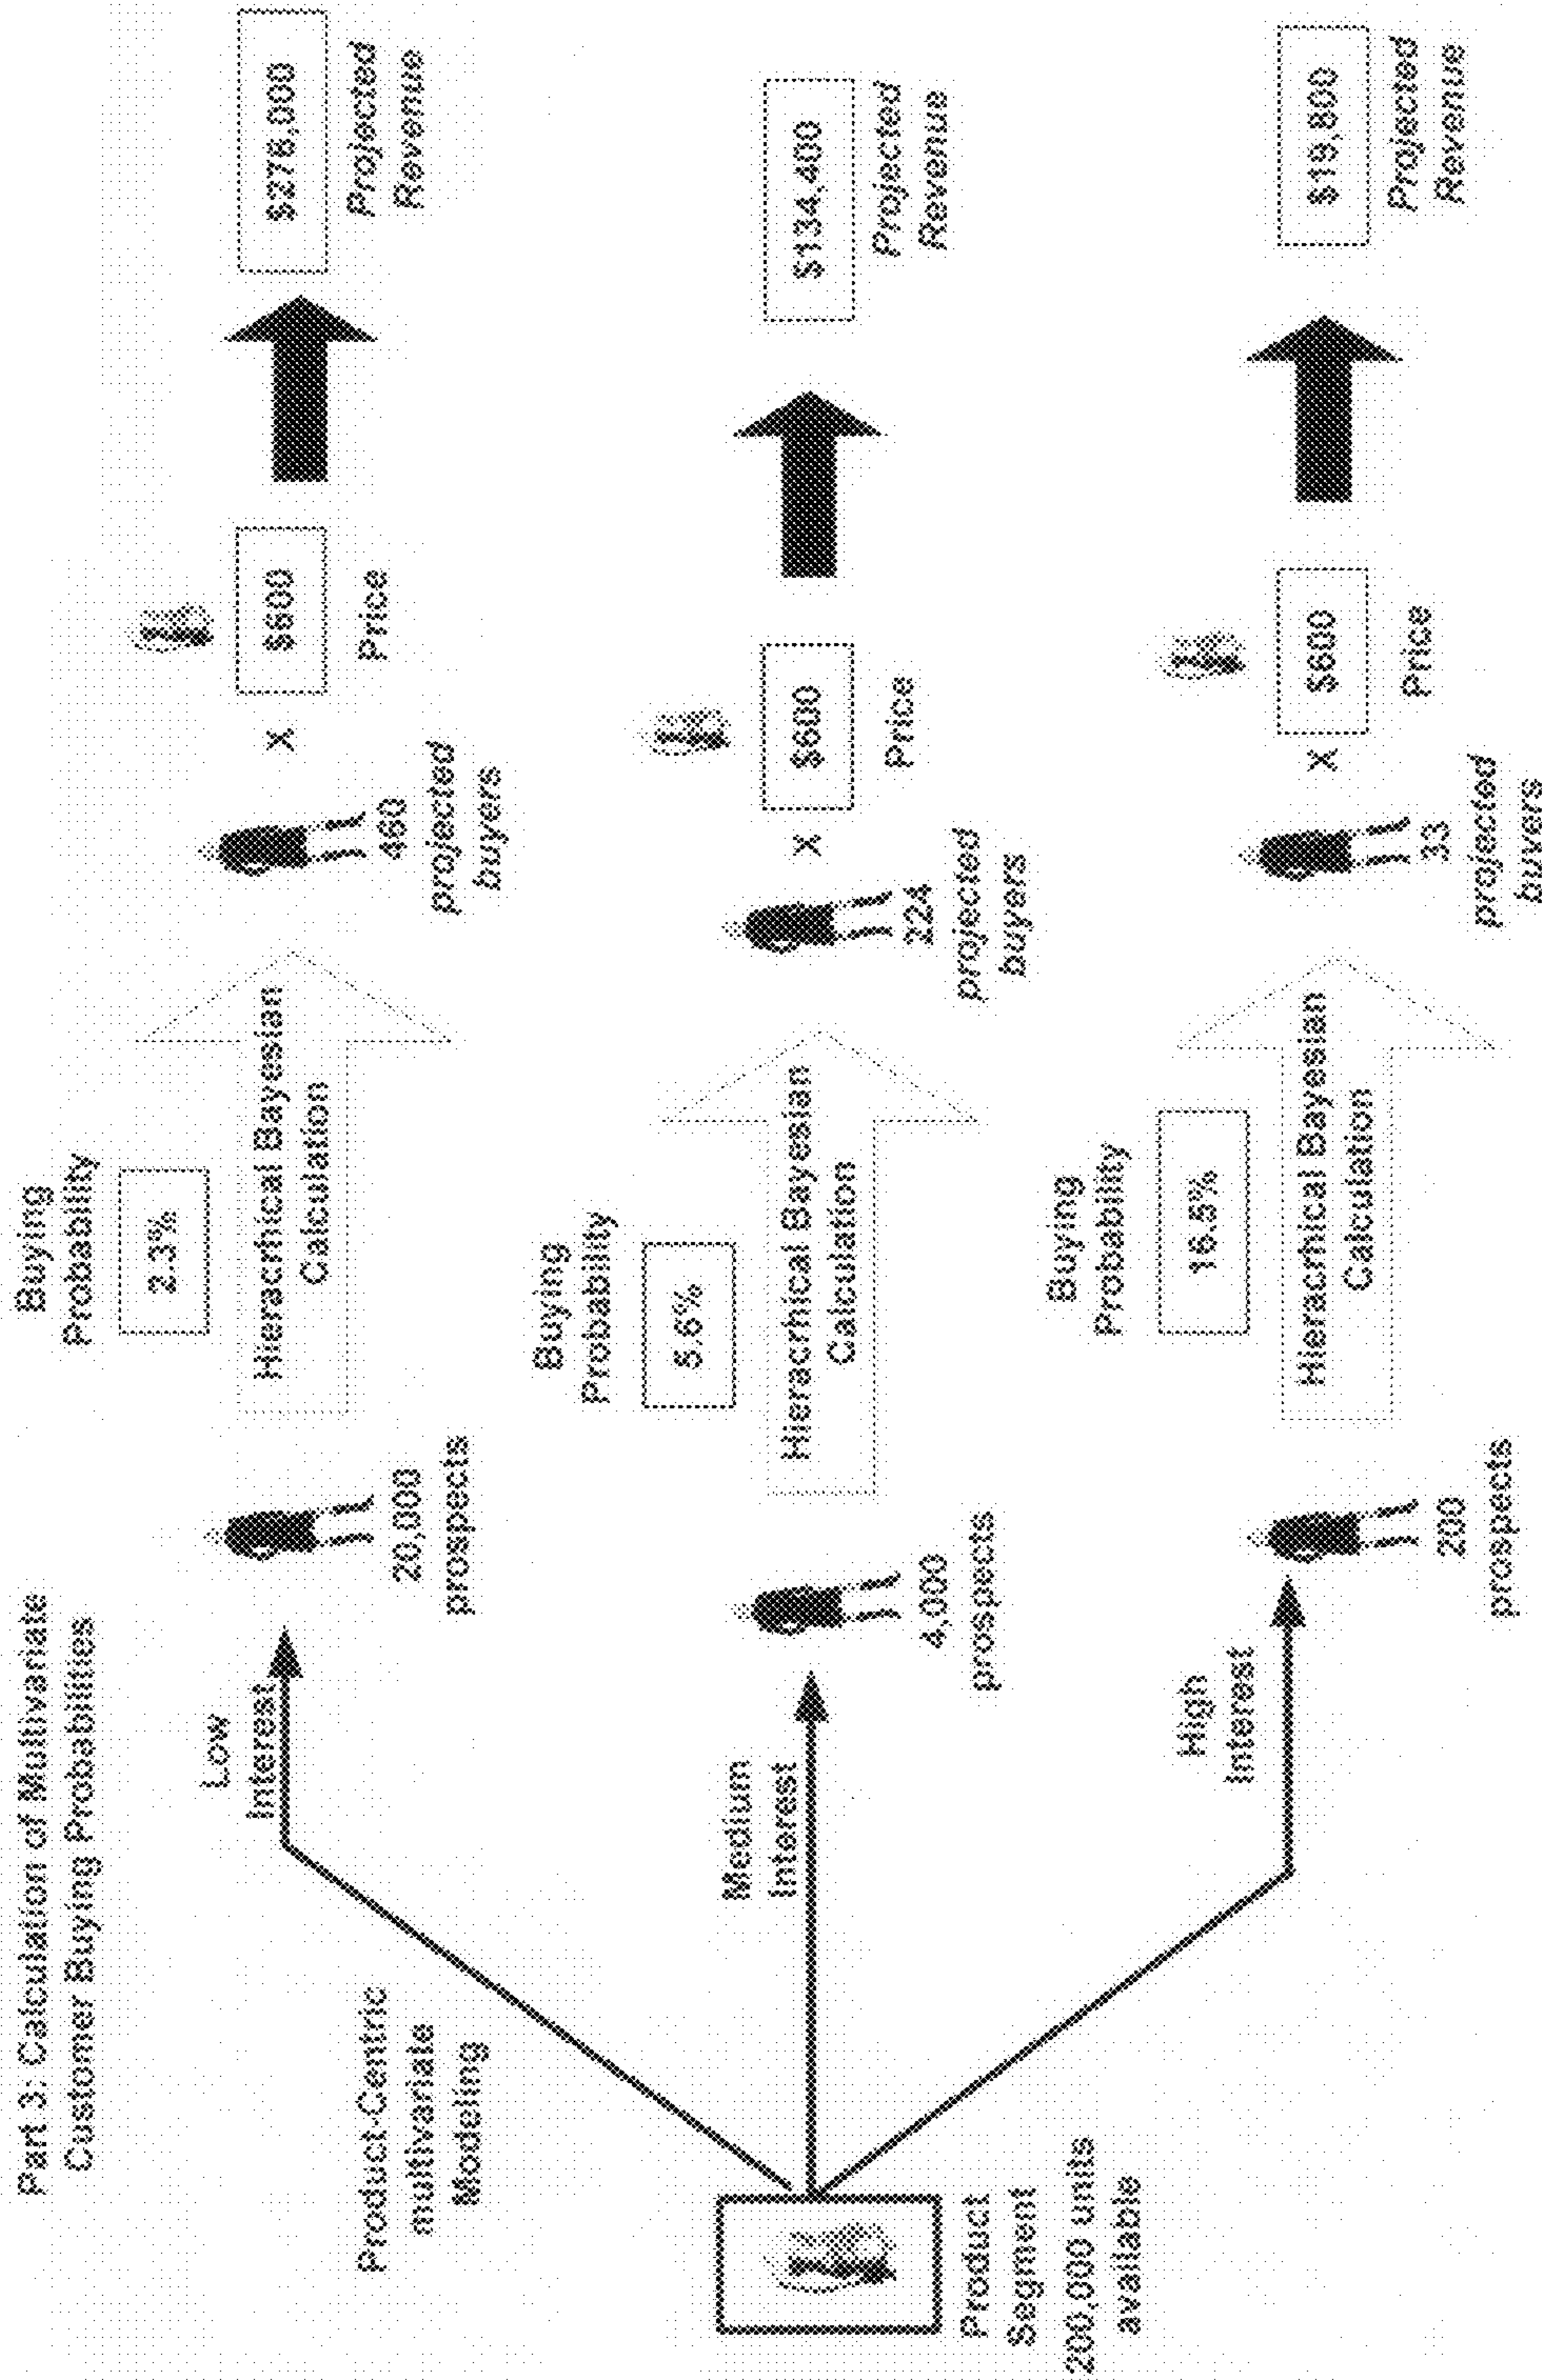 Part 3: Calculation of Multivariate
Customer Buying Probabilities
Product-Centric
multivariate
Modeling
Product
Segment
200,000 units
available
Low
Interest
20,000
prospects
Buying
Probability
2.3%
Hieracrhical Bayesian
Calculation
460
projected
buyers
x
$600
Price
$276,000
Projected
Revenue
Medium
Interest
4,000
prospects
Buying
Probability
5.6%
Hieracrhical Bayesian
Calculation
224
projected
buyers
x
$600
Price
$134,400
Projected
Revenue
High
Interest
200
prospects
Buying
Probability
16.5%
Hieracrhical Bayesian
Calculation
33
projected
buyers
x
$600
Price
$19,800
Projected
Revenue